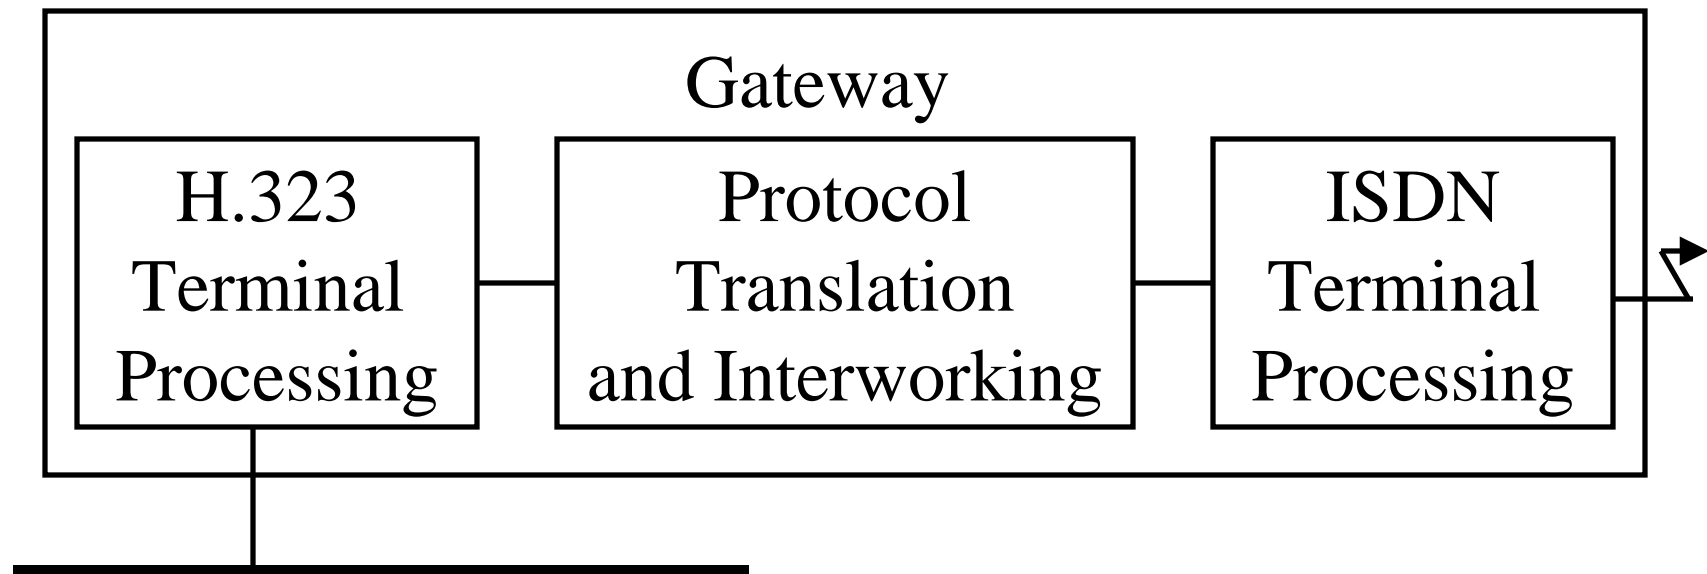 Gateway
H.323
Terminal
Processing
Protocol
Translation
and Interworking
ISDN
Terminal
Processing